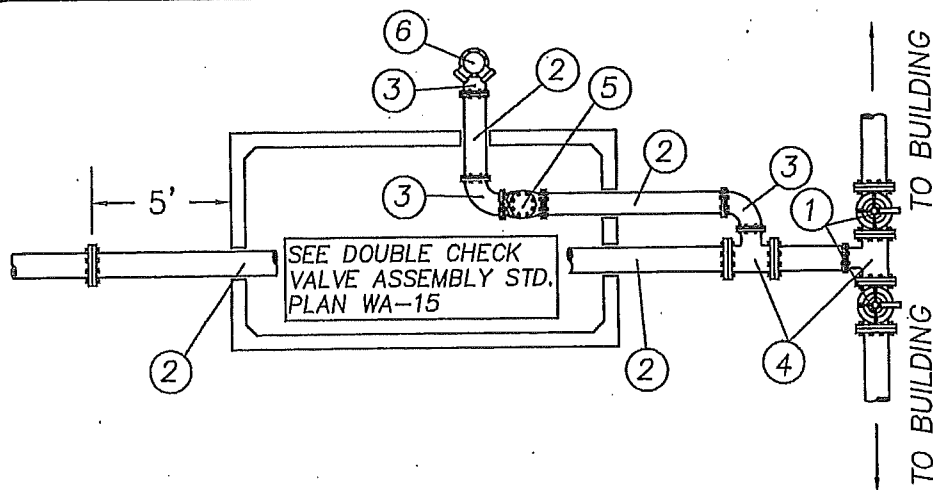 6
2
3
5
TO BUILDING
2
3
3
1
5'
SEE DOUBLE CHECK
VALVE ASSEMBLY STD.
PLAN WA-15
2
2
4
TO BUILDING